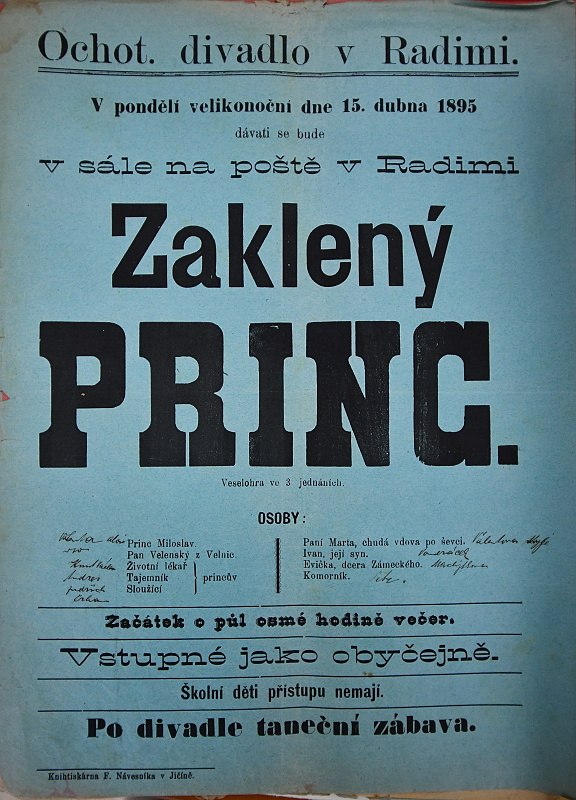 Ochot. divadlo v Radimi.
V pondělí velikonoční dne 15. dubna 1895
dávati se bude
v sále na poště v Radimi
Zaklený
PRINC.
Veselohra ve 3 jednáních.
OSOBY:
Princ Miloslav.
Pan Velenský z Velnic.
Životní lékař
Tajemník princův
Sloužící
Paní Marta, chudá vdova po ševci.
Ivan, její syn.
Evička, dcera Zámeckého.
Komorník.
Začátek o půl osmé hodině večer.
Vstupné jako obyčejně.
Školní děti přístupu nemají.
Po divadle taneční zábava.
Knihtiskárna F. Návesníka v Jičíně.